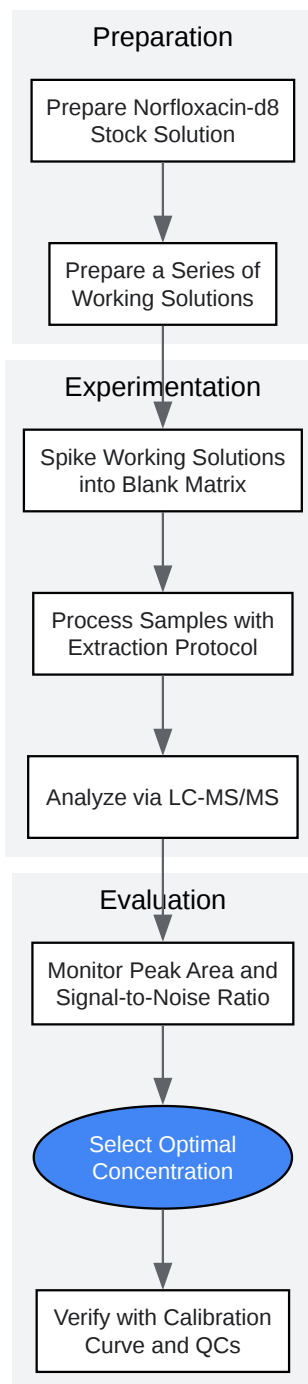 Preparation
Prepare Norfloxacin-d8
Stock Solution
Prepare a Series of
Working Solutions
Experimentation
Spike Working Solutions
into Blank Matrix
Process Samples with
Extraction Protocol
Analyze via LC-MS/MS
Evaluation
Monitor Peak Area and
Signal-to-Noise Ratio
Select Optimal
Concentration
Verify with Calibration
Curve and QCs